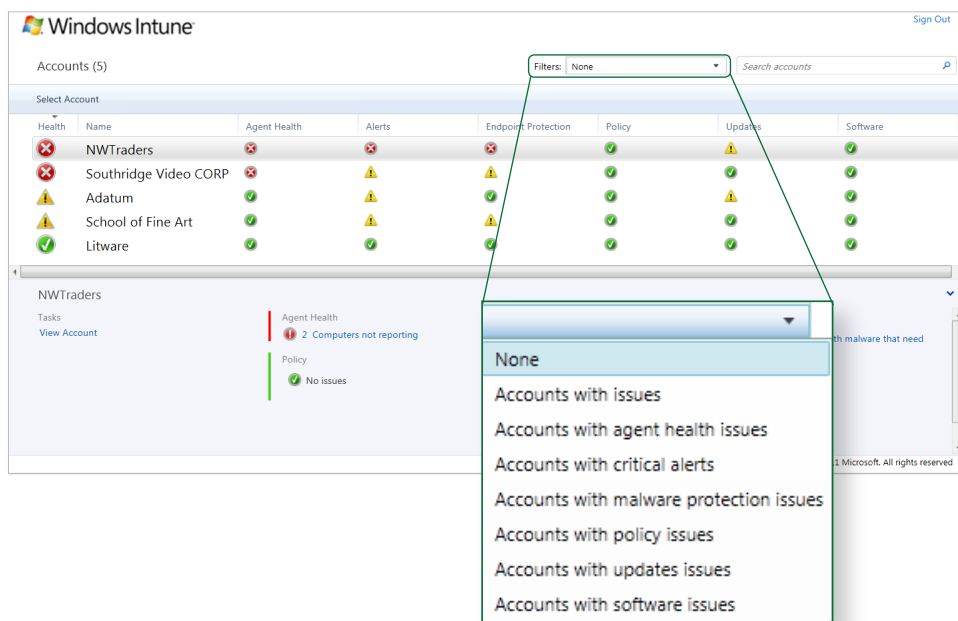 Sign Out
Windows Intune
Accounts (5)
Filters: None
Search accounts
Select Account
Health Name Agent Health Alerts Endpoint Protection Policy Updates Software
NWTraders
Southridge Video CORP
Adatum
School of Fine Art
Litware
NWTraders
Tasks
View Account
Agent Health
2 Computers not reporting
Policy
No issues
th malware that need
1 Microsoft. All rights reserved
None
Accounts with issues
Accounts with agent health issues
Accounts with critical alerts
Accounts with malware protection issues
Accounts with policy issues
Accounts with updates issues
Accounts with software issues